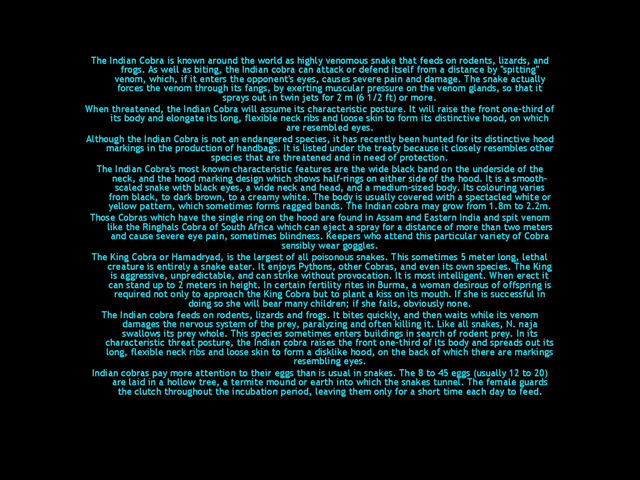 The Indian Cobra is known around the world as highly venomous snake that feeds on rodents, lizards, and
frogs. As well as biting, the Indian cobra can attack or defend itself from a distance by "spitting"
venom, which, if it enters the opponent's eyes, causes severe pain and damage. The snake actually
forces the venom through its fangs, by exerting muscular pressure on the venom glands, so that it
sprays out in twin jets for 2 m (6 1/2 ft) or more.
When threatened, the Indian Cobra will assume its characteristic posture. It will raise the front one-third of
its body and elongate its long, flexible neck ribs and loose skin to form its distinctive hood, on which
are resembled eyes.
Although the Indian Cobra is not an endangered species, it has recently been hunted for its distinctive hood
markings in the production of handbags. It is listed under the treaty because it closely resembles other
species that are threatened and in need of protection.
The Indian Cobra's most known characteristic features are the wide black band on the underside of the
neck, and the hood marking design which shows half-rings on either side of the hood. It is a smooth-
scaled snake with black eyes, a wide neck and head, and a medium-sized body. Its colouring varies
from black, to dark brown, to a creamy white. The body is usually covered with a spectacled white or
yellow pattern, which sometimes forms ragged bands. The Indian cobra may grow from 1.8m to 2.2m.
Those Cobras which have the single ring on the hood are found in Assam and Eastern India and spit venom
like the Ringhals Cobra of South Africa which can eject a spray for a distance of more than two meters
and cause severe eye pain, sometimes blindness. Keepers who attend this particular variety of Cobra
sensibly wear goggles.
The King Cobra or Hamadryad, is the largest of all poisonous snakes. This sometimes 5 meter long, lethal
creature is entirely a snake eater. It enjoys Pythons, other Cobras, and even its own species. The King
is aggressive, unpredictable, and can strike without provocation. It is most intelligent. When erect it
can stand up to 2 meters in height. In certain fertility rites in Burma, a woman desirous of offspring is
required not only to approach the King Cobra but to plant a kiss on its mouth. If she is successful in
doing so she will bear many children; if she fails, obviously none.
The Indian cobra feeds on rodents, lizards and frogs. It bites quickly, and then waits while its venom
damages the nervous system of the prey, paralyzing and often killing it. Like all snakes, N. naja
swallows its prey whole. This species sometimes enters buildings in search of rodent prey. In its
characteristic threat posture, the Indian cobra raises the front one-third of its body and spreads out its
long, flexible neck ribs and loose skin to form a disklike hood, on the back of which there are markings
resembling eyes.
Indian cobras pay more attention to their eggs than is usual in snakes. The 8 to 45 eggs (usually 12 to 20)
are laid in a hollow tree, a termite mound or earth into which the snakes tunnel. The female guards
the clutch throughout the incubation period, leaving them only for a short time each day to feed.